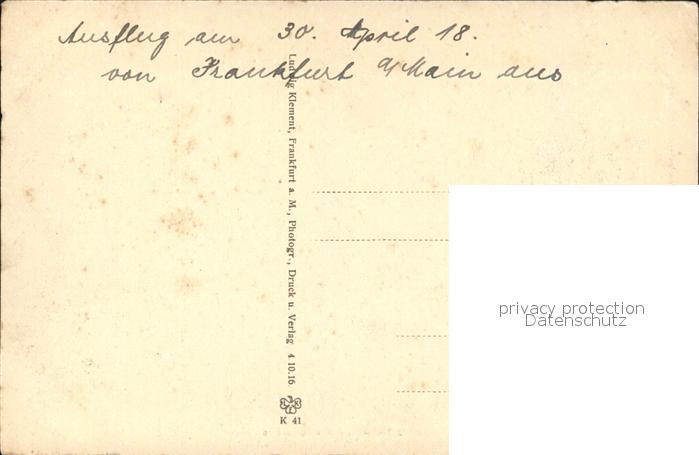 Ausflug am 30. April 18.
von Frankfurt a/Main aus
Ludwig Klement, Frankfurt a. M., Photogr., Druck u. Verlag 4 10.16
K 41
privacy protection
Datenschutz